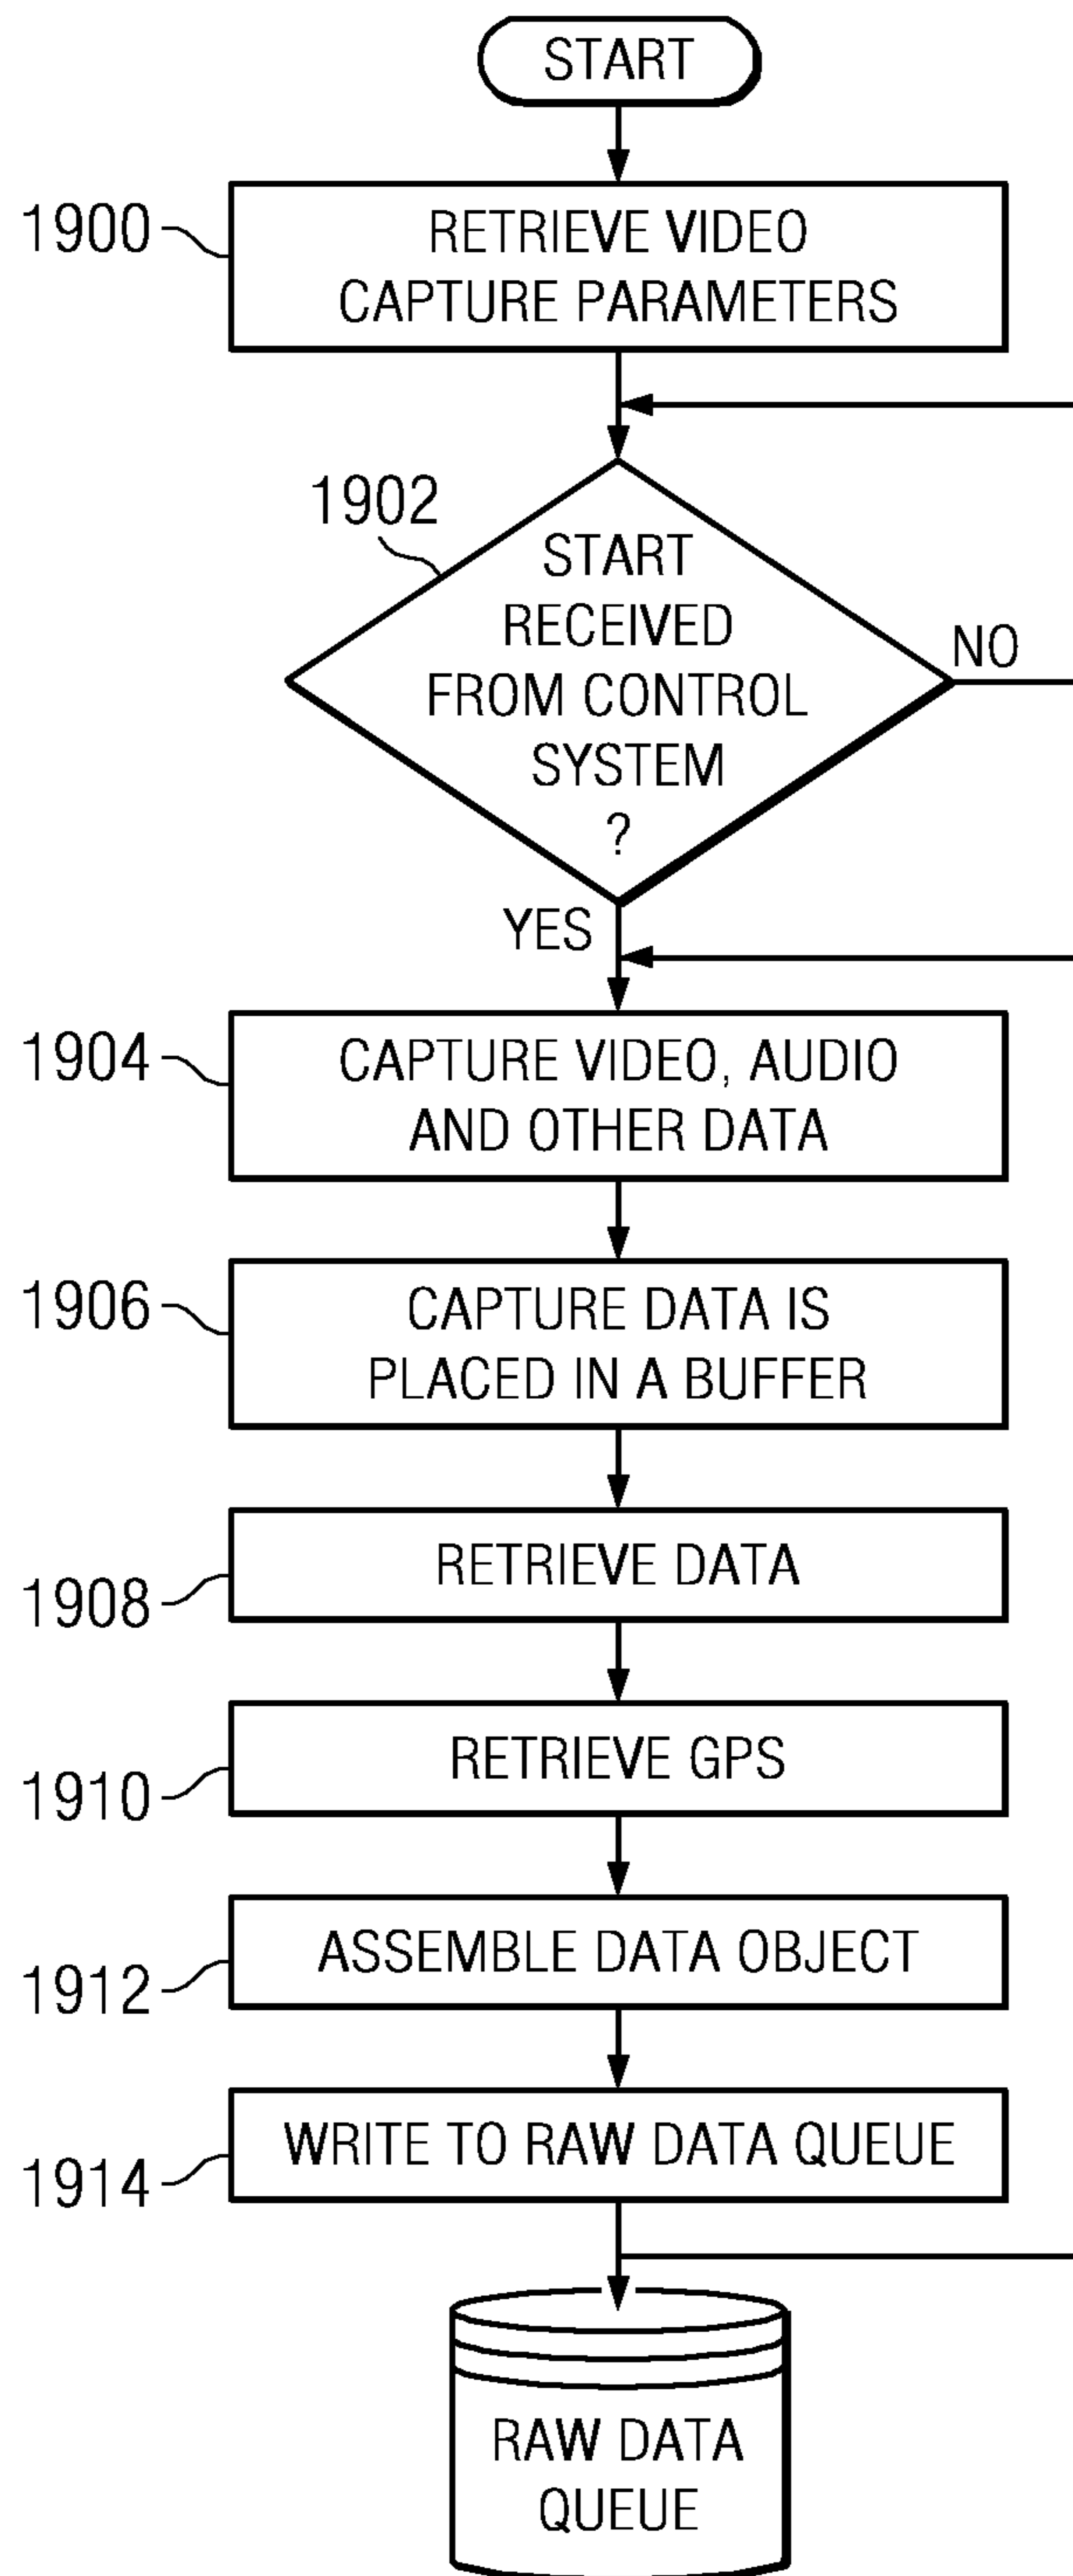 START
1900
RETRIEVE VIDEO
CAPTURE PARAMETERS
1902
START
RECEIVED
FROM CONTROL
SYSTEM
?
NO
YES
1904
CAPTURE VIDEO, AUDIO
AND OTHER DATA
1906
CAPTURE DATA IS
PLACED IN A BUFFER
RETRIEVE DATA
1908
RETRIEVE GPS
1910
ASSEMBLE DATA OBJECT
1912
WRITE TO RAW DATA QUEUE
1914
RAW DATA
QUEUE